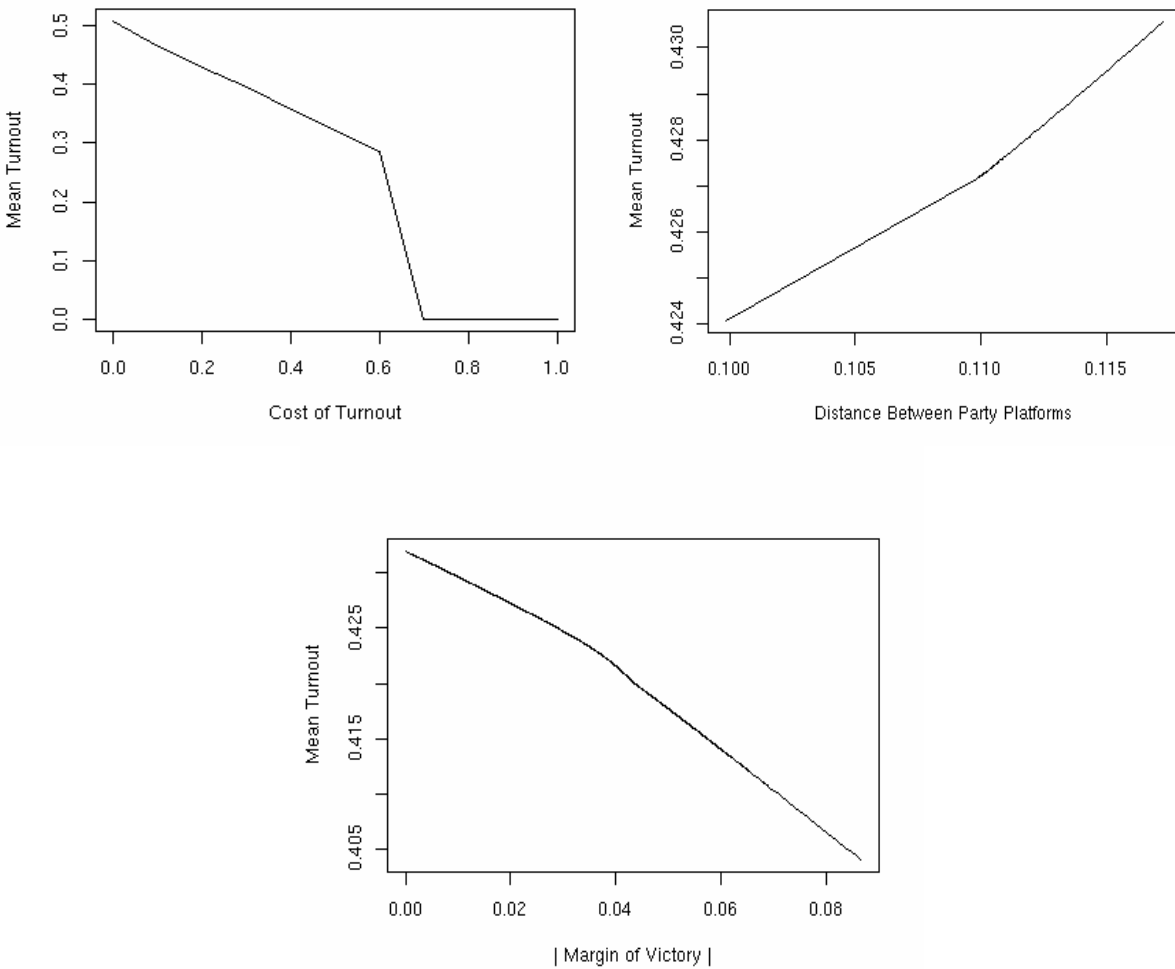 Mean Turnout
0.5
0.4
0.3
0.2
0.1
0.0
0.0 0.2 0.4 0.6 0.8 1.0
Cost of Turnout
Mean Turnout
0.430
0.428
0.426
0.424
0.100 0.105 0.110 0.115
Distance Between Party Platforms
Mean Turnout
0.425
0.415
0.405
0.00 0.02 0.04 0.06 0.08
| Margin of Victory |